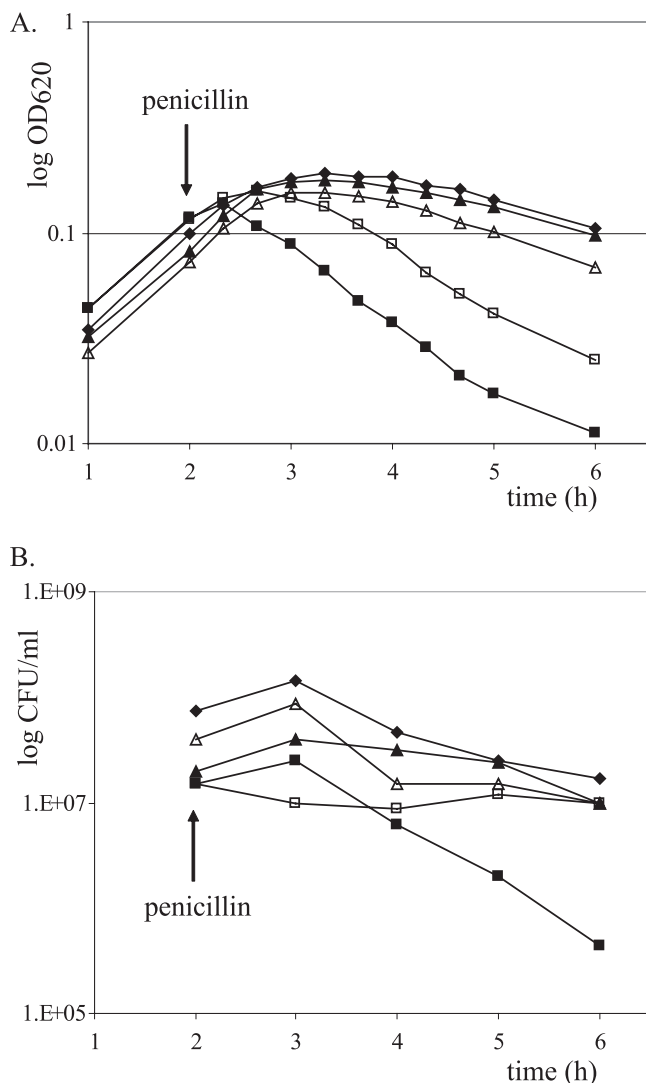 A.
1
log OD620
penicillin
0.1
0.01
1 2 3 4 5 6
time (h)
B.
1.E+09
log CFU/ml
1.E+07
penicillin
1.E+05
1 2 3 4 5 6
time (h)